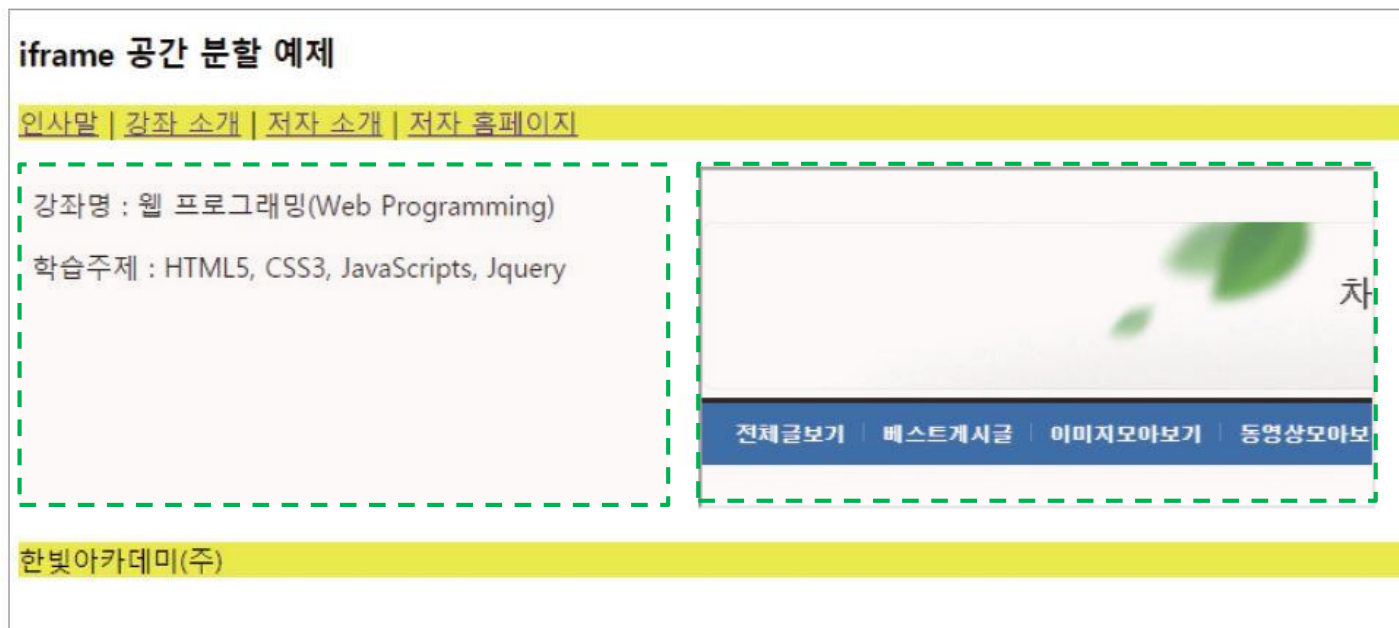 iframe 공간 분할 예제
인사말 | 강좌 소개 | 저자 소개 | 저자 홈페이지
강좌명 : 웹 프로그래밍(Web Programming)
학습주제 : HTML5, CSS3, JavaScripts, Jquery
차
전체글보기 | 베스트게시글 | 이미지모아보기 | 동영상모아보
한빛아카데미(주)